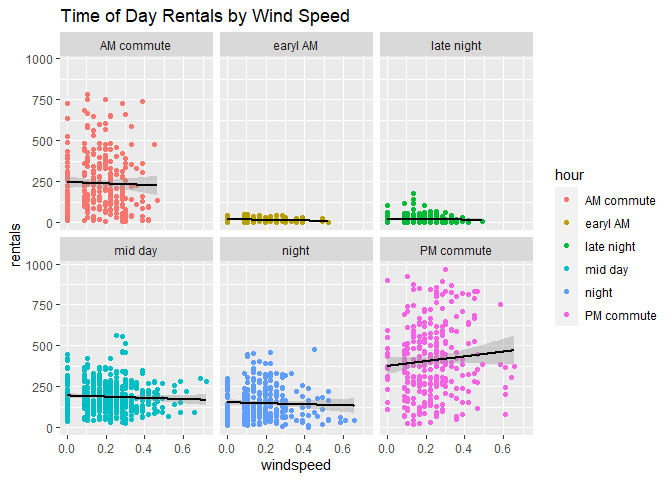 Time of Day Rentals by Wind Speed
AM commute earyl AM late night
1000
750
500
250
0
mid day night PM commute
1000
750
500
250
0
0.0 0.2 0.4 0.6 0.0 0.2 0.4 0.6 0.0 0.2 0.4 0.6
windspeed
rentals
hour
AM commute
earyl AM
late night
mid day
night
PM commute